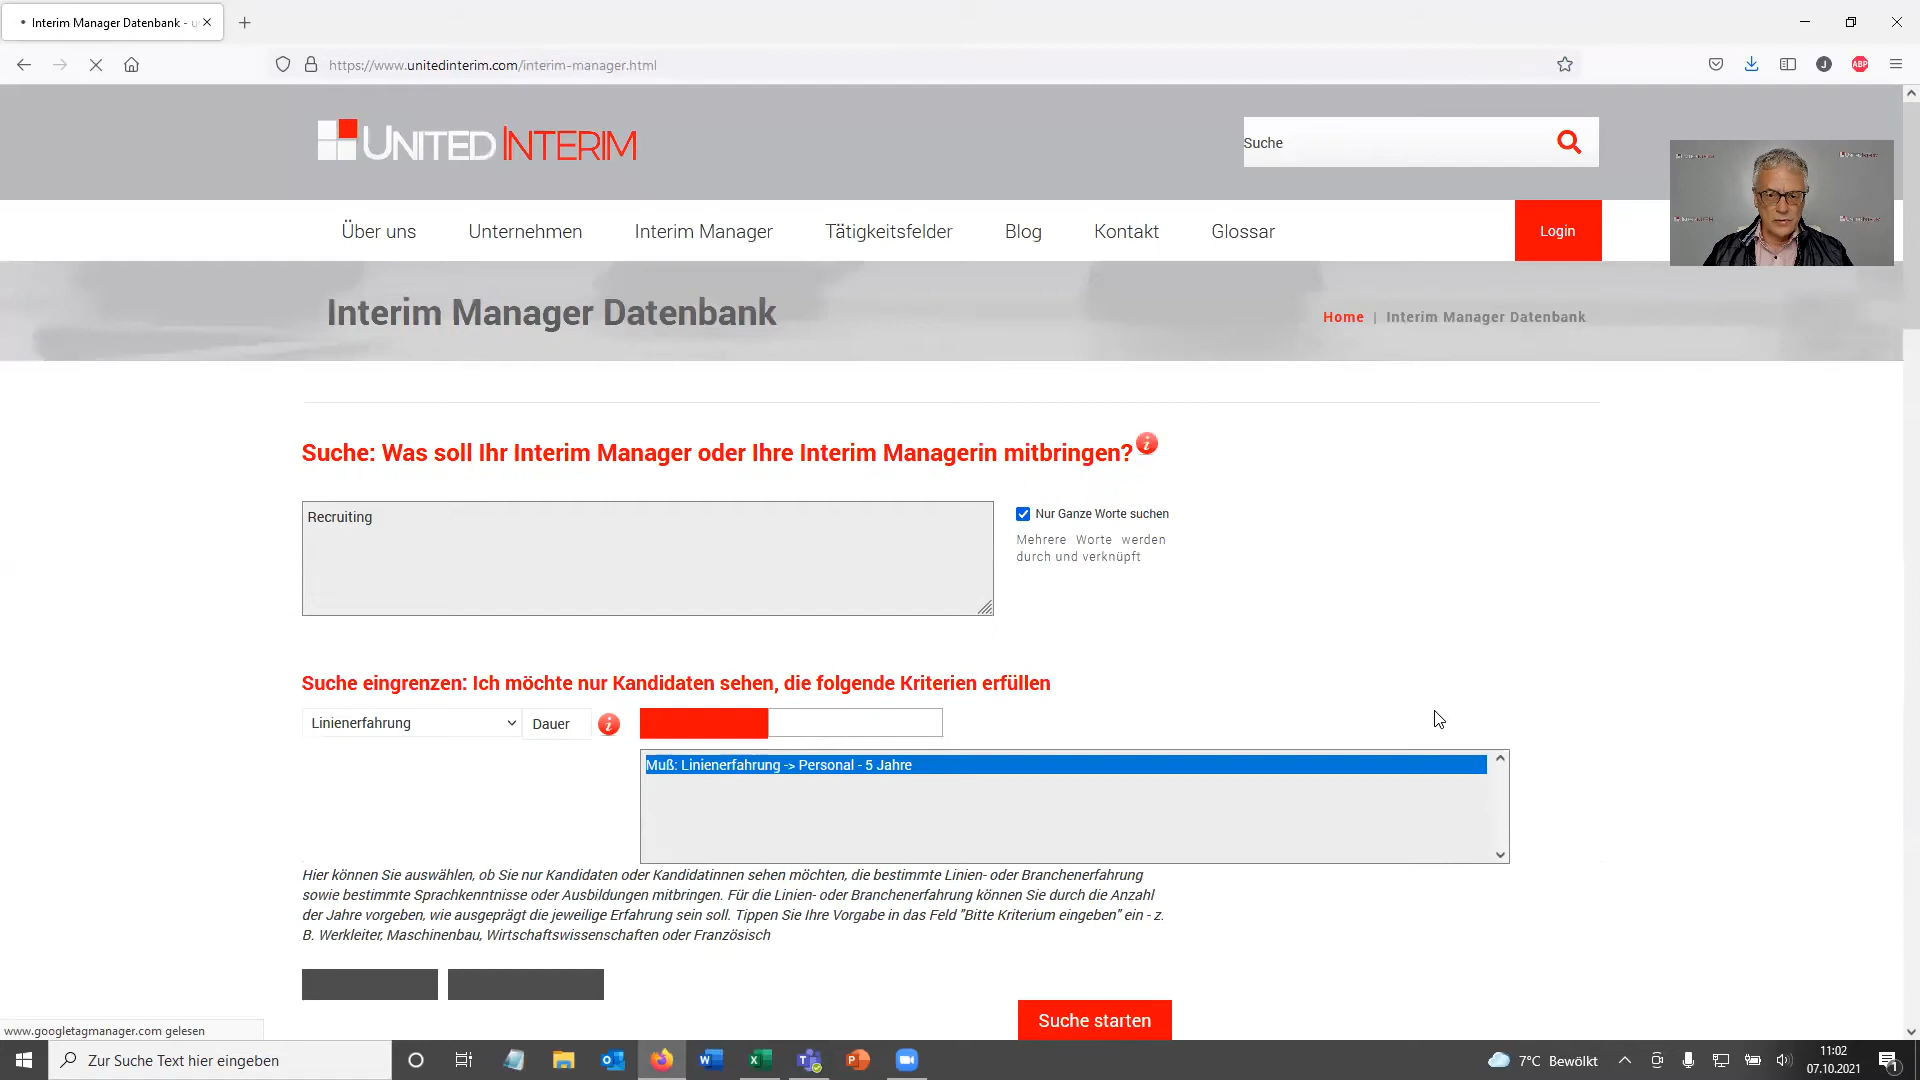 Interim Manager Datenbank - u
https://www.unitedinterim.com/interim-manager.html
J
ABP
UNITED INTERIM
Suche
Über uns
Unternehmen
Interim Manager
Tätigkeitsfelder
Blog
Kontakt
Glossar
Login
Interim Manager Datenbank
Home | Interim Manager Datenbank
Suche: Was soll Ihr Interim Manager oder Ihre Interim Managerin mitbringen?
Recruiting
Nur Ganze Worte suchen
Mehrere Worte werden
durch und verknüpft
Suche eingrenzen: Ich möchte nur Kandidaten sehen, die folgende Kriterien erfüllen
Linienerfahrung
Dauer
Muß: Linienerfahrung -> Personal - 5 Jahre
Hier können Sie auswählen, ob Sie nur Kandidaten oder Kandidatinnen sehen möchten, die bestimmte Linien- oder Branchenerfahrung
sowie bestimmte Sprachkenntnisse oder Ausbildungen mitbringen. Für die Linien- oder Branchenerfahrung können Sie durch die Anzahl
der Jahre vorgeben, wie ausgeprägt die jeweilige Erfahrung sein soll. Tippen Sie Ihre Vorgabe in das Feld "Bitte Kriterium eingeben" ein - z.
B. Werkleiter, Maschinenbau, Wirtschaftswissenschaften oder Französisch
Suche starten
www.googletagmanager.com gelesen
Zur Suche Text hier eingeben
7°C Bewölkt
11:02
07.10.2021
1